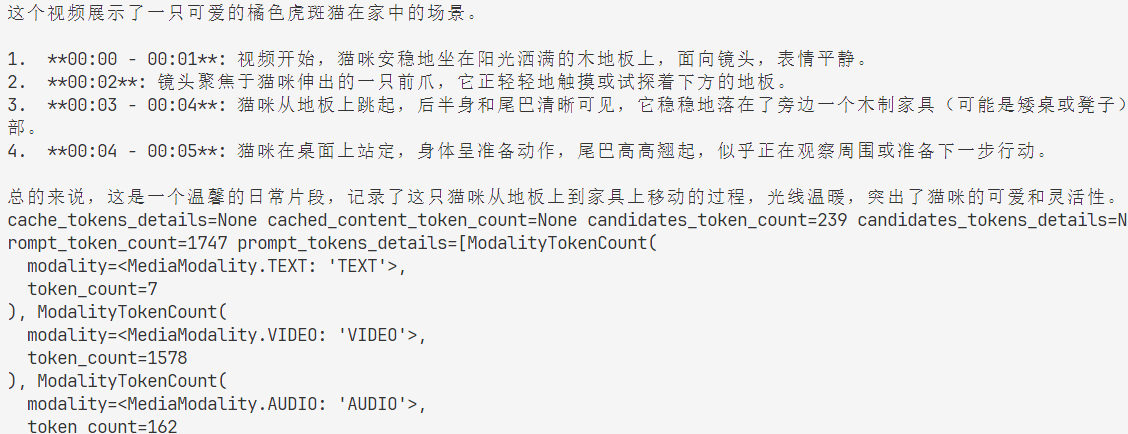 这个视频展示了一只可爱的橘色虎斑猫在家中的场景。
1.  **00:00 - 00:01**: 视频开始，猫咪安稳地坐在阳光洒满的木地板上，面向镜头，表情平静。
2.  **00:02**: 镜头聚焦于猫咪伸出的一只前爪，它正轻轻地触摸或试探着下方的地板。
3.  **00:03 - 00:04**: 猫咪从地板上跳起，后半身和尾巴清晰可见，它稳稳地落在了旁边一个木制家具（可能是矮桌或凳子）
部。
4.  **00:04 - 00:05**: 猫咪在桌面上站定，身体呈准备动作，尾巴高高翘起，似乎正在观察周围或准备下一步行动。
总的来说，这是一个温馨的日常片段，记录了这只猫咪从地板上到家具上移动的过程，光线温暖，突出了猫咪的可爱和灵活性。
cache_tokens_details=None cached_content_token_count=None candidates_token_count=239 candidates_tokens_details=N
rompt_token_count=1747 prompt_tokens_details=[ModalityTokenCount(
  modality=<MediaModality.TEXT: 'TEXT'>,
  token_count=7
), ModalityTokenCount(
  modality=<MediaModality.VIDEO: 'VIDEO'>,
  token_count=1578
), ModalityTokenCount(
  modality=<MediaModality.AUDIO: 'AUDIO'>,
  token_count=162